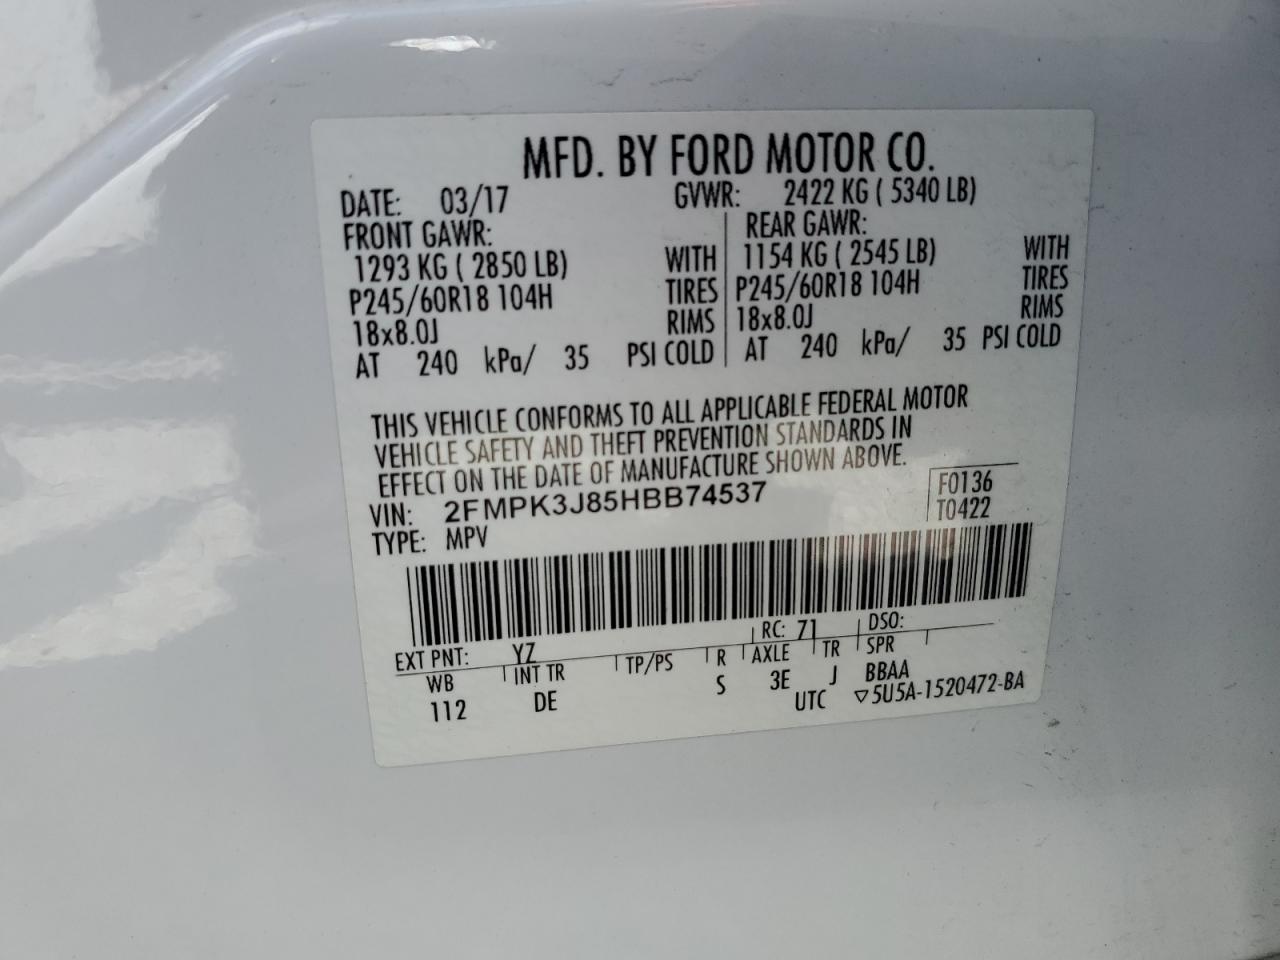 MFD. BY FORD MOTOR CO.
DATE: 03/17 GVWR: 2422 KG ( 5340 LB)
FRONT GAWR: REAR GAWR:
1293 KG ( 2850 LB) WITH 1154 KG ( 2545 LB) WITH
P245/60R18 104H TIRES P245/60R18 104H TIRES
18x8.0J RIMS 18x8.0J RIMS
AT 240 kPa/ 35 PSI COLD AT 240 kPa/ 35 PSI COLD
THIS VEHICLE CONFORMS TO ALL APPLICABLE FEDERAL MOTOR
VEHICLE SAFETY AND THEFT PREVENTION STANDARDS IN
EFFECT ON THE DATE OF MANUFACTURE SHOWN ABOVE.
VIN: 2FMPK3J85HBB74537 F0136
TYPE: MPV T0422
EXT PNT: YZ RC: 71 DSO:
WB INT TR TP/PS R AXLE TR SPR
112 DE S 3E J BBAA
UTC ▽5U5A-1520472-BA